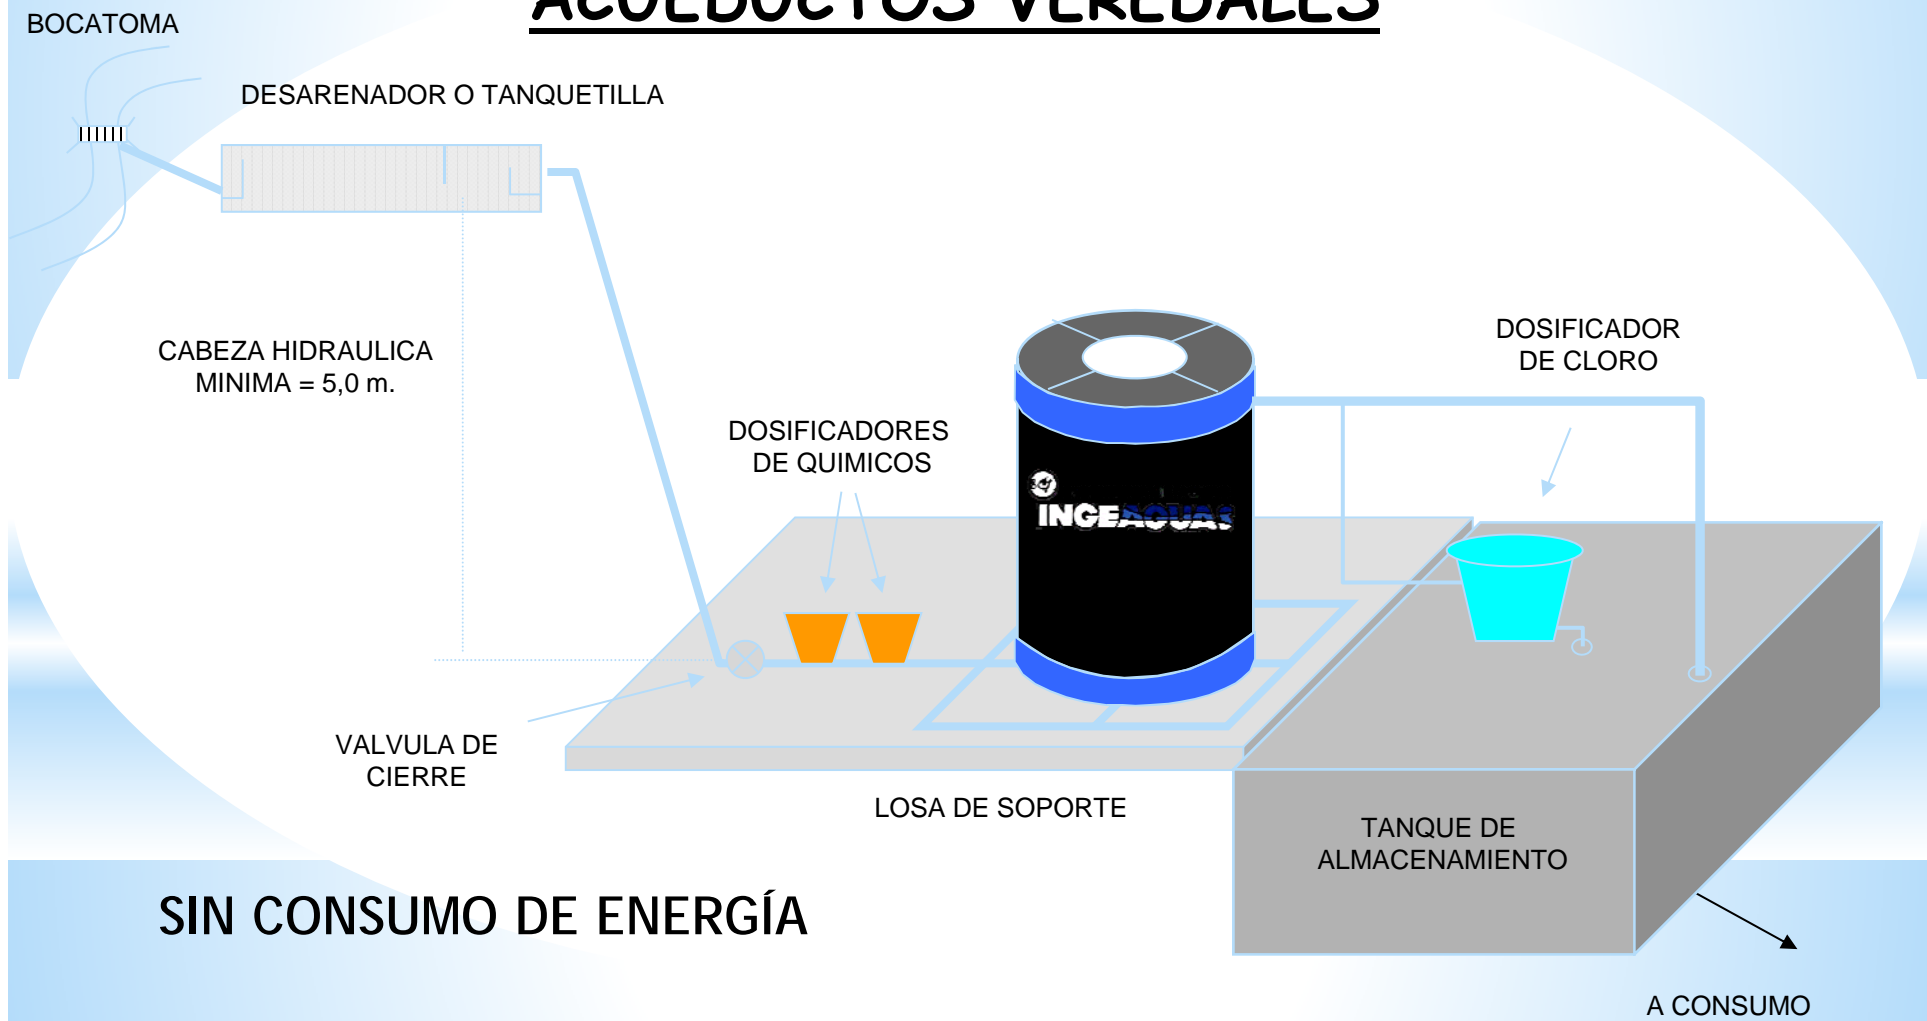 ACUEDUCTOS VEREDALES
BOCATOMA
DESARENADOR O TANQUETILLA
CABEZA HIDRAULICA
MINIMA = 5,0 m.
DOSIFICADOR
DE CLORO
DOSIFICADORES
DE QUIMICOS
INGEAGUAS
VALVULA DE
CIERRE
LOSA DE SOPORTE
TANQUE DE
ALMACENAMIENTO
SIN CONSUMO DE ENERGÍA
A CONSUMO